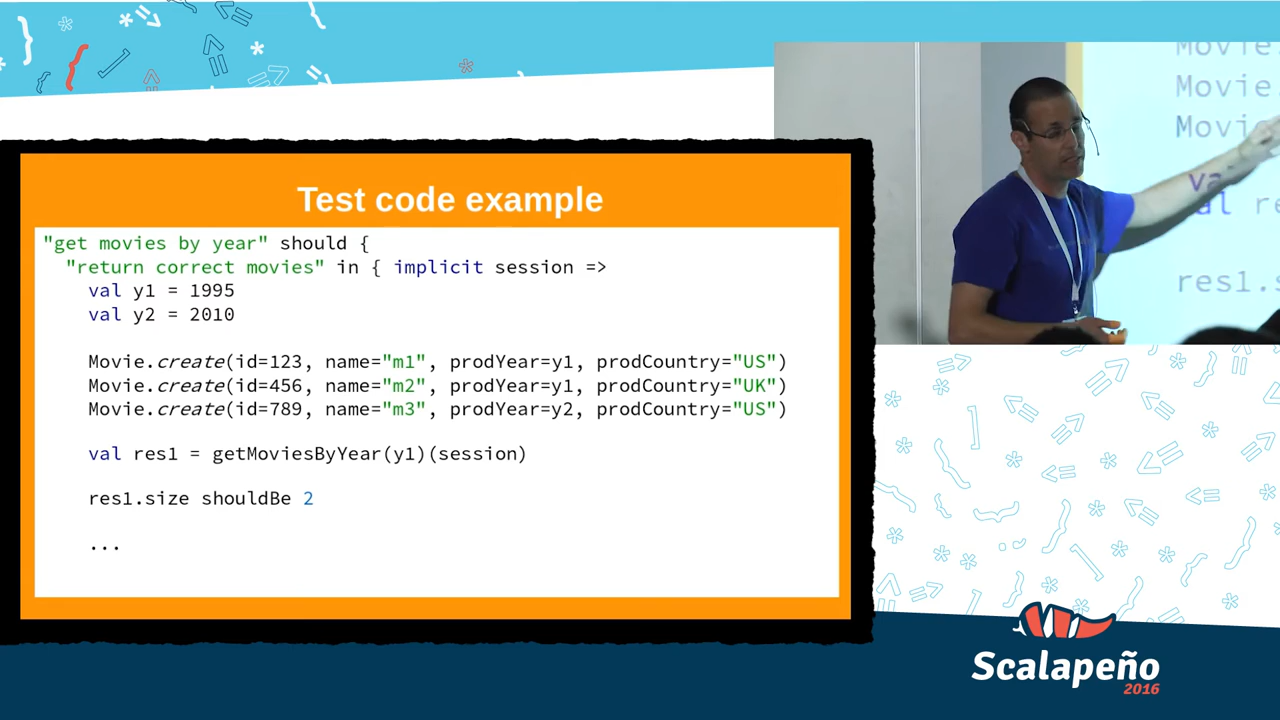 Test code example
"get movies by year" should {
"return correct movies" in { implicit session =>
val y1 = 1995
val y2 = 2010
Movie.create(id=123, name="m1", prodYear=y1, prodCountry="US")
Movie.create(id=456, name="m2", prodYear=y1, prodCountry="UK")
Movie.create(id=789, name="m3", prodYear=y2, prodCountry="US")
val res1 = getMoviesByYear(y1)(session)
res1.size shouldBe 2
...
Movie.
Movie.
Movi
va
val re
res1.s
Scalapeño
2016